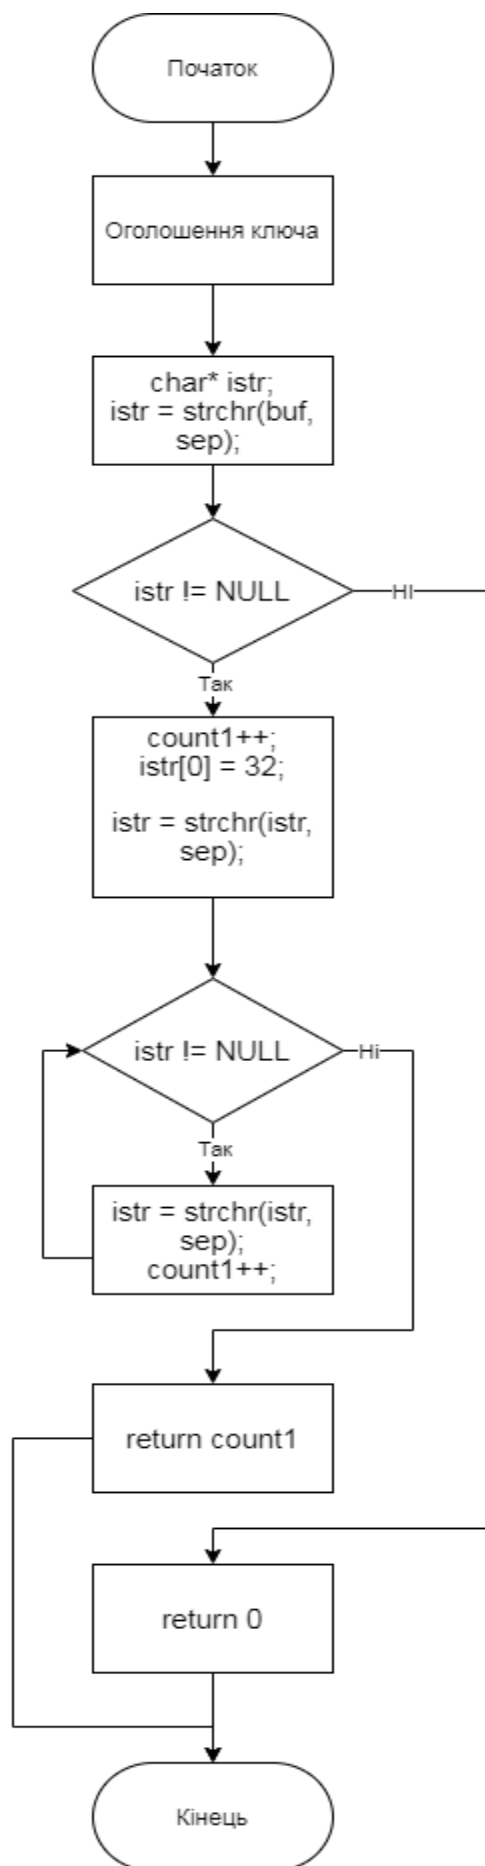 Початок
Оголошення ключа
char* istr;
istr = strchr(buf,
sep);
istr != NULL
НІ
Так
count1++;
istr[0] = 32;
istr = strchr(istr,
sep);
istr != NULL
Ні
Так
istr = strchr(istr,
sep);
count1++;
return count1
return 0
Кінець